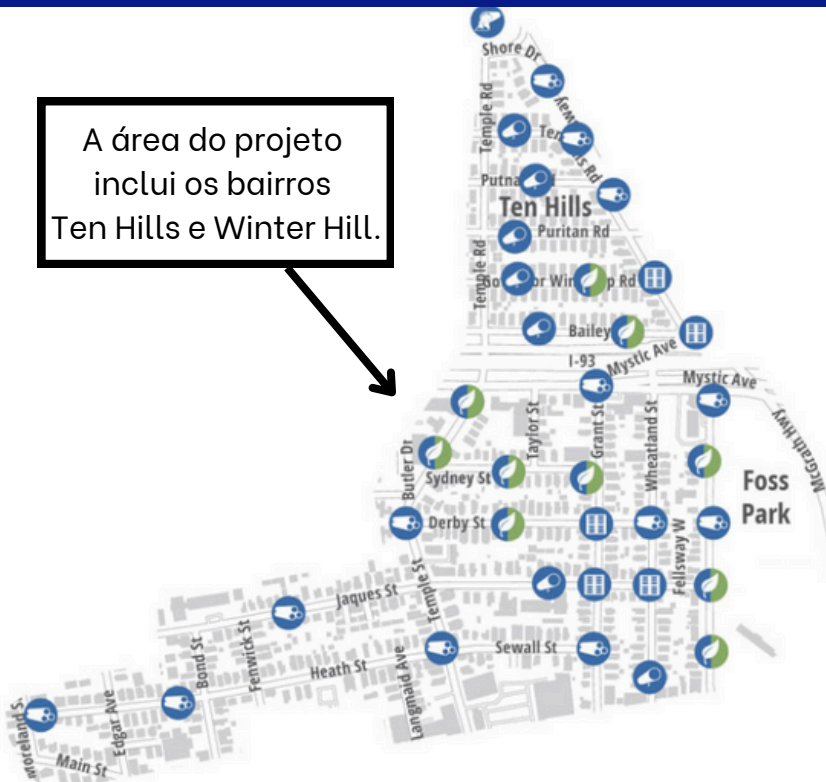 A área do projeto
inclui os bairros
Ten Hills e Winter Hill.
Shore Dr
Temple Rd
Ten Hills
Puritan Rd
Temple Rd
Bailey
I-93
Mystic Ave
Mystic Ave
McGrath Hwy
Taylor St
Grant St
Wheatland St
Butler Dr
Sydney St
Foss
Park
Derby St
Fellsway W
Temple St
Jaques St
Sewall St
Bond St
Fenwick St
Heath St
Langmaid Ave
Edgar Ave
Moreland S.
Main St